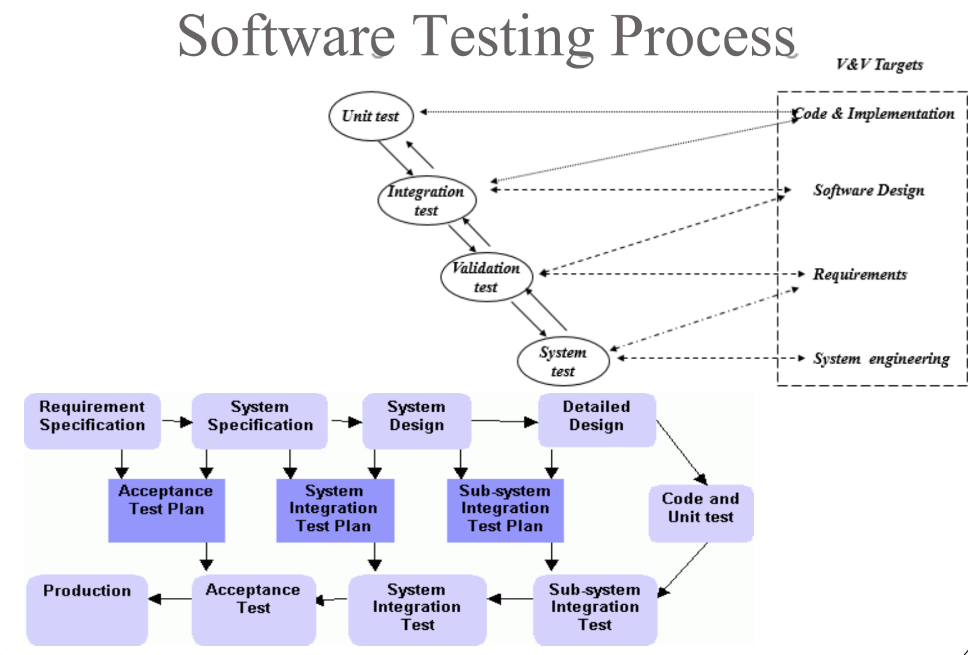 Software Testing Process
V&V Targets
Unit test
Code & Implementation
Integration
test
Software Design
Validation
test
Requirements
System
test
System engineering
Requirement
Specification
System
Specification
System
Design
Detailed
Design
Acceptance
Test Plan
System
Integration
Test Plan
Sub-system
Integration
Test Plan
Code and
Unit test
Production
Acceptance
Test
System
Integration
Test
Sub-system
Integration
Test